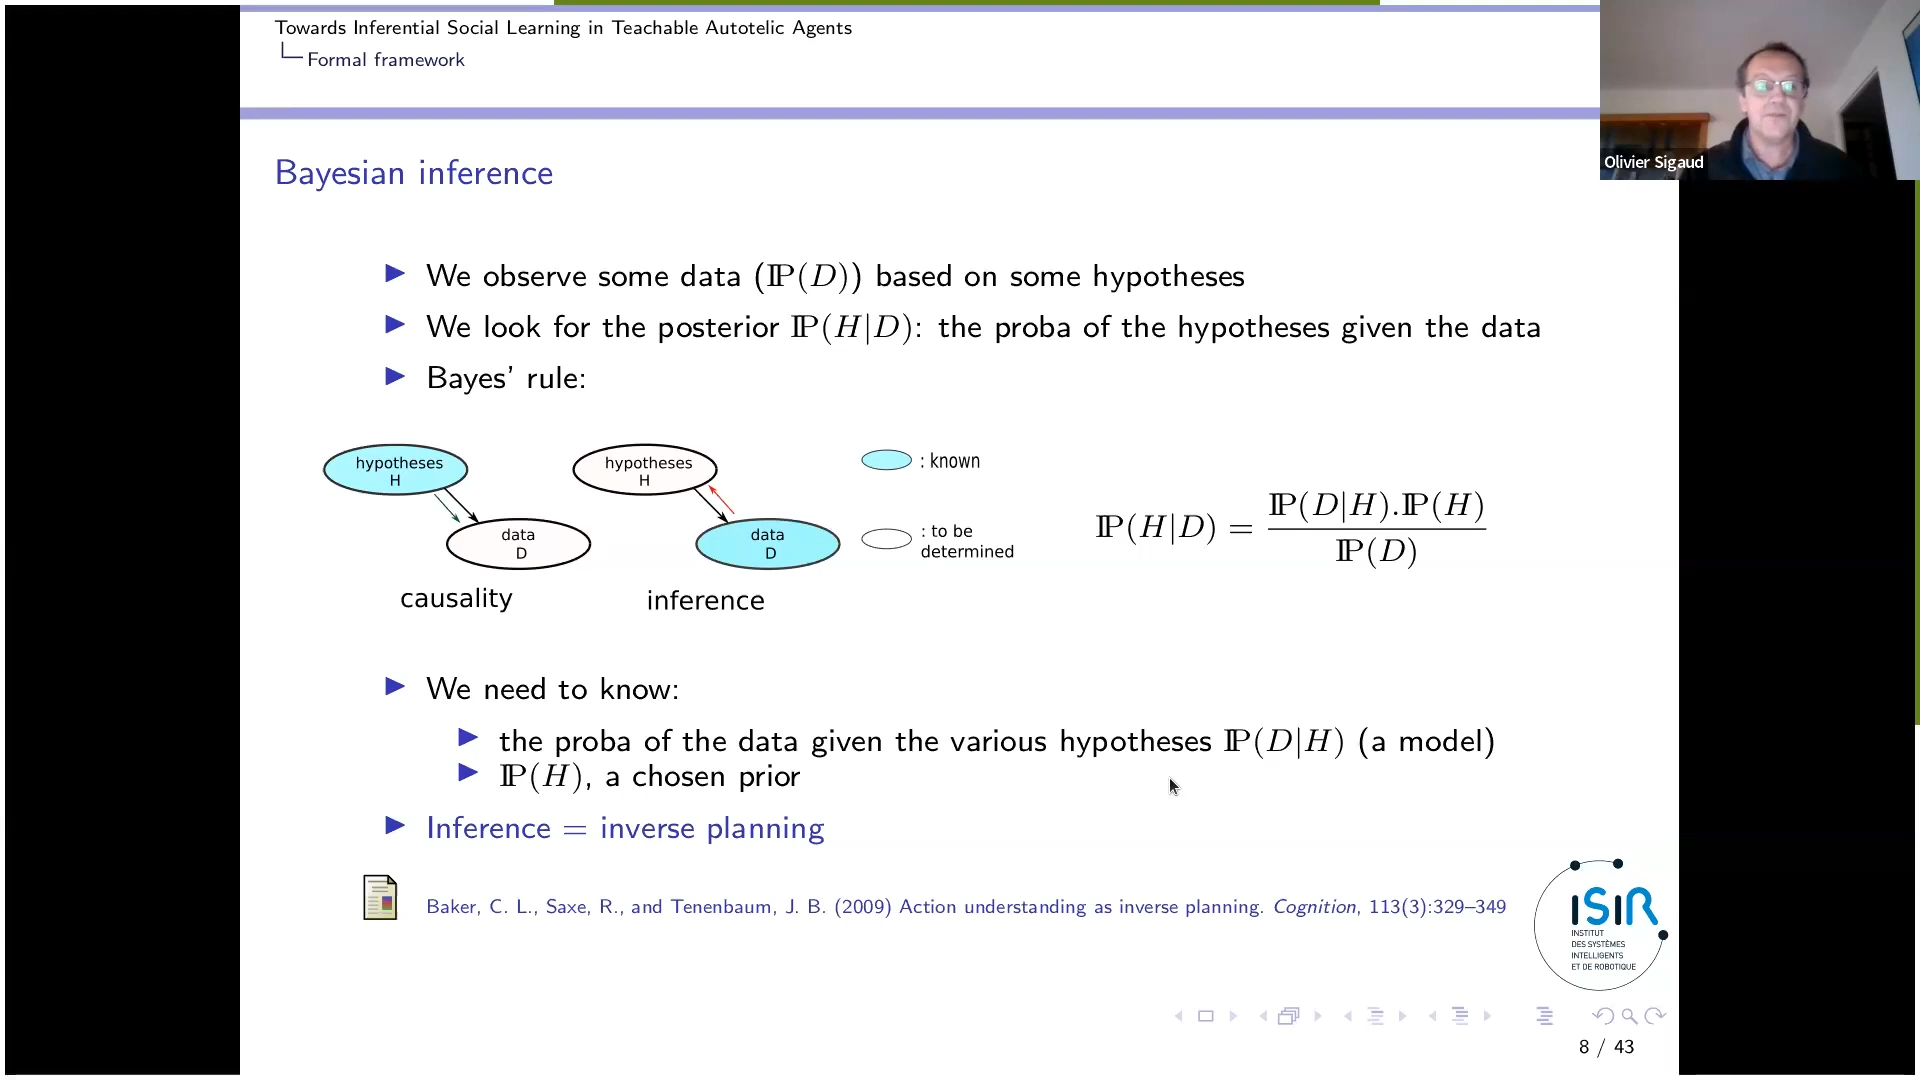 Towards Inferential Social Learning in Teachable Autotelic Agents
Formal framework
Olivier Sigaud
Bayesian inference
We observe some data (ℙ(D)) based on some hypotheses
We look for the posterior ℙ(H|D): the proba of the hypotheses given the data
Bayes' rule:
hypotheses
H
data
D
causality
hypotheses
H
data
D
inference
: known
: to be
determined
ℙ(H|D) = ℙ(D|H).ℙ(H) / ℙ(D)
We need to know:
the proba of the data given the various hypotheses ℙ(D|H) (a model)
ℙ(H), a chosen prior
Inference = inverse planning
Baker, C. L., Saxe, R., and Tenenbaum, J. B. (2009) Action understanding as inverse planning. Cognition, 113(3):329–349
ISIR
INSTITUT
DES SYSTÈMES
INTELLIGENTS
ET DE ROBOTIQUE
8 / 43